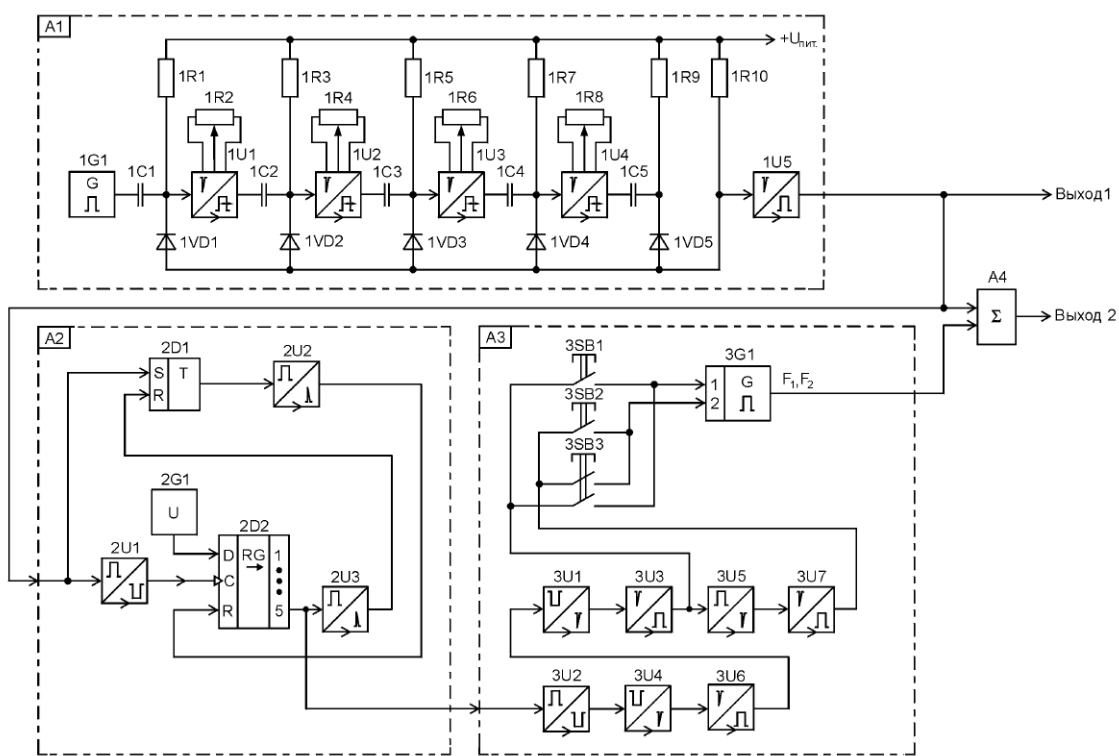 A1
+Uпит.
1R1
1R3
1R5
1R7
1R9
1R10
1R2
1R4
1R6
1R8
1G1
G
1C1
1U1
1C2
1U2
1C3
1U3
1C4
1U4
1C5
1U5
Выход1
1VD1
1VD2
1VD3
1VD4
1VD5
A4
Σ
Выход 2
A2
2D1
S
T
R
2U2
2G1
U
2U1
2D2
D
RG
1
C
R
5
2U3
A3
3SB1
3SB2
3SB3
3G1
1
G
2
F1,F2
3U1
3U3
3U5
3U7
3U2
3U4
3U6